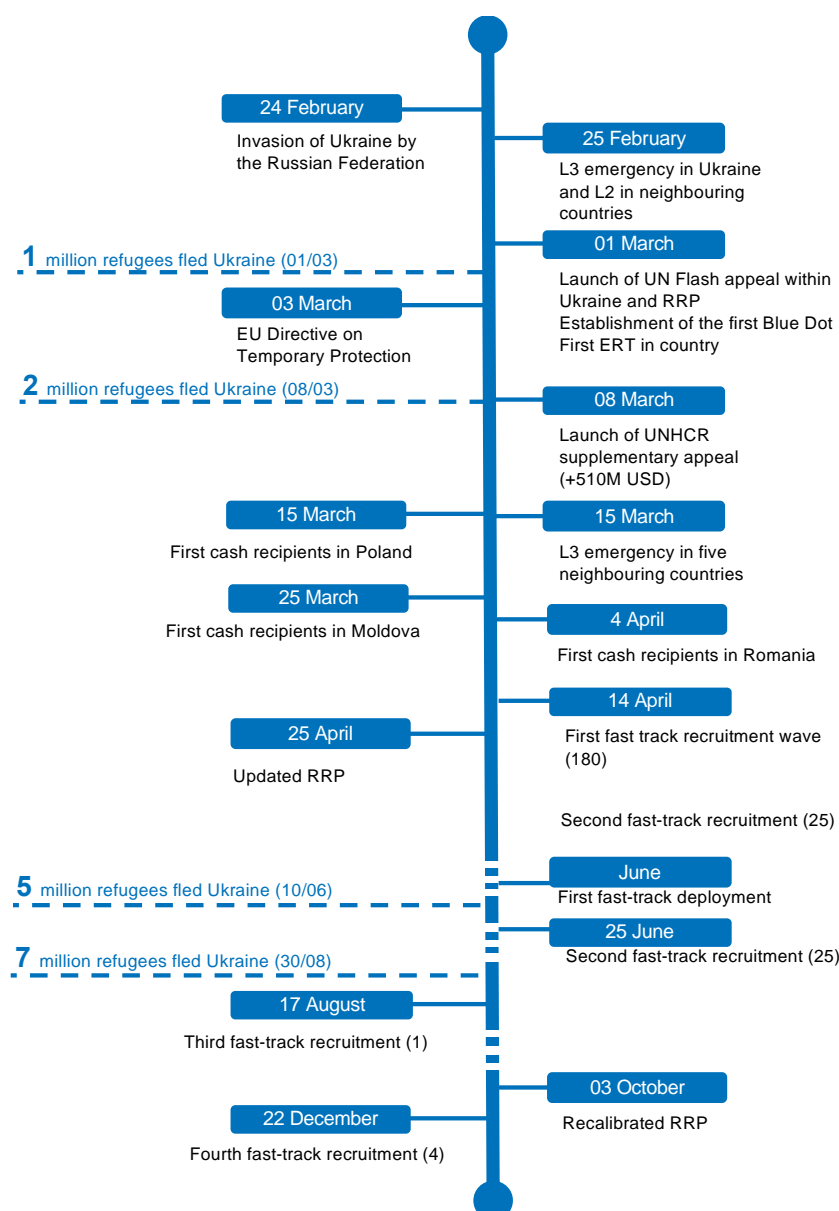 24 February
Invasion of Ukraine by
the Russian Federation
25 February
L3 emergency in Ukraine
and L2 in neighbouring
countries
1 million refugees fled Ukraine (01/03)
01 March
Launch of UN Flash appeal within
Ukraine and RRP
Establishment of the first Blue Dot
First ERT in country
03 March
EU Directive on
Temporary Protection
2 million refugees fled Ukraine (08/03)
08 March
Launch of UNHCR
supplementary appeal
(+510M USD)
15 March
First cash recipients in Poland
15 March
L3 emergency in five
neighbouring countries
25 March
First cash recipients in Moldova
4 April
First cash recipients in Romania
14 April
First fast track recruitment wave
(180)
25 April
Updated RRP
Second fast-track recruitment (25)
June
First fast-track deployment
5 million refugees fled Ukraine (10/06)
25 June
Second fast-track recruitment (25)
7 million refugees fled Ukraine (30/08)
17 August
Third fast-track recruitment (1)
03 October
Recalibrated RRP
22 December
Fourth fast-track recruitment (4)